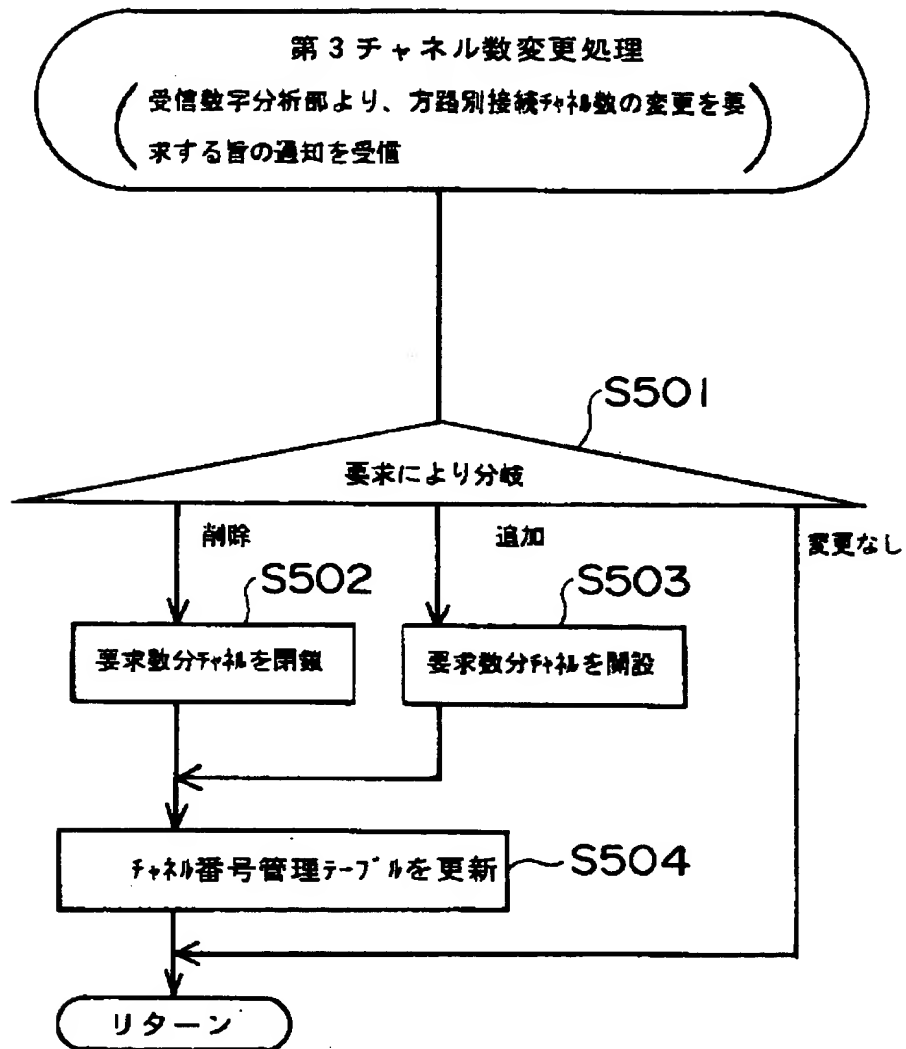 第3チャネル数変更処理
受信数字分析部より、方路別接続ﾁｬﾈﾙ数の変更を要
求する旨の通知を受信
S501
要求により分岐
削除
追加
変更なし
S502
S503
要求数分ﾁｬﾈﾙを閉鎖
要求数分ﾁｬﾈﾙを開設
ﾁｬﾈﾙ番号管理ﾃｰﾌﾞﾙを更新
S504
リターン